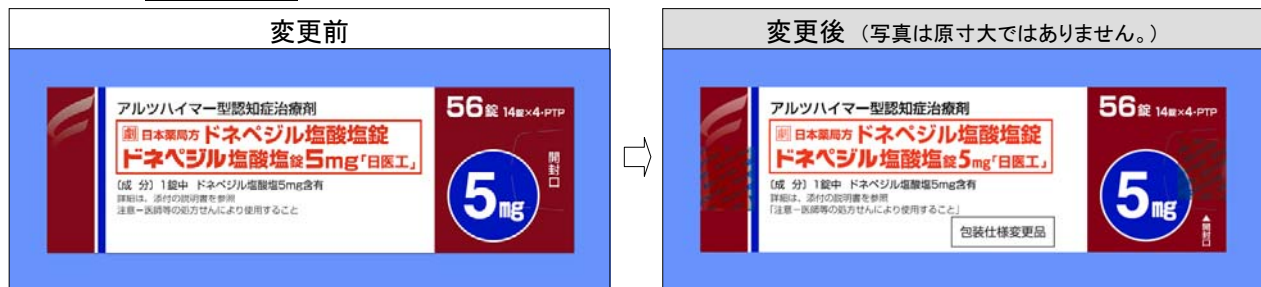 変更前
アルツハイマー型認知症治療剤
劇 日本薬局方 ドネペジル塩酸塩錠
ドネペジル塩酸塩錠5mg「日医工」
〔成 分〕1錠中 ドネペジル塩酸塩5mg含有
詳細は、添付の説明書を参照
注意－医師等の処方せんにより使用すること
56錠 14錠×4・PTP
5mg
開封口
変更後 （写真は原寸大ではありません。）
アルツハイマー型認知症治療剤
劇 日本薬局方 ドネペジル塩酸塩錠
ドネペジル塩酸塩錠5mg「日医工」
〔成 分〕1錠中 ドネペジル塩酸塩5mg含有
詳細は、添付の説明書を参照
「注意－医師等の処方せんにより使用すること」
包装仕様変更品
56錠 14錠×4・PTP
5mg
▲開封口